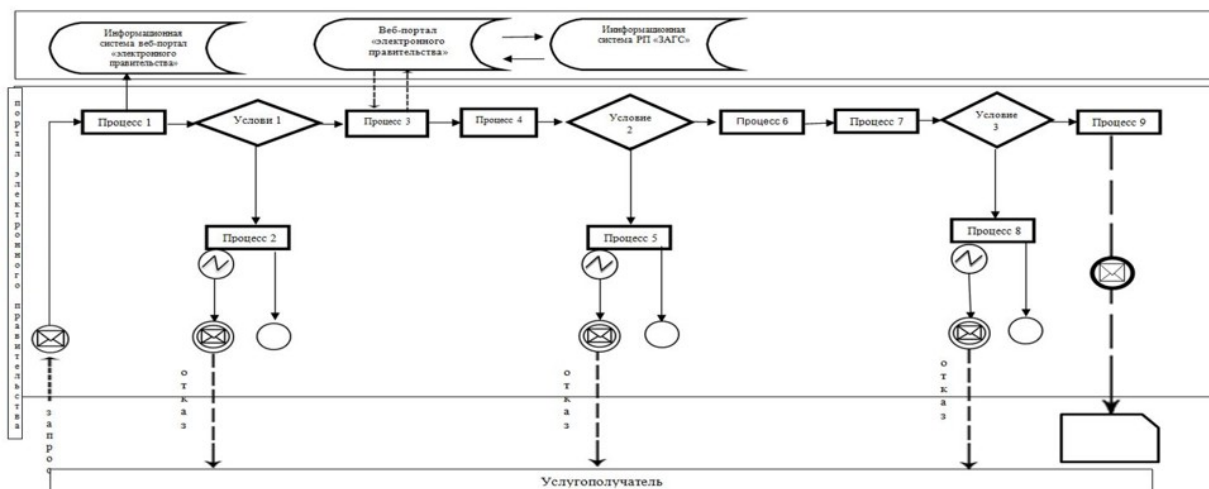 Информационная
система веб-портал
«электронного
правительства»
Веб-портал
«электронного
правительства»
Иинформационная
система РП «ЗАГС»
портал электронного правительства
Процесс 1
Услови 1
Процесс 3
Процесс 4
Условие
2
Процесс 6
Процесс 7
Условие
3
Процесс 9
Процесс 2
Процесс 5
Процесс 8
запрос
отказ
отказ
отказ
Услугополучатель